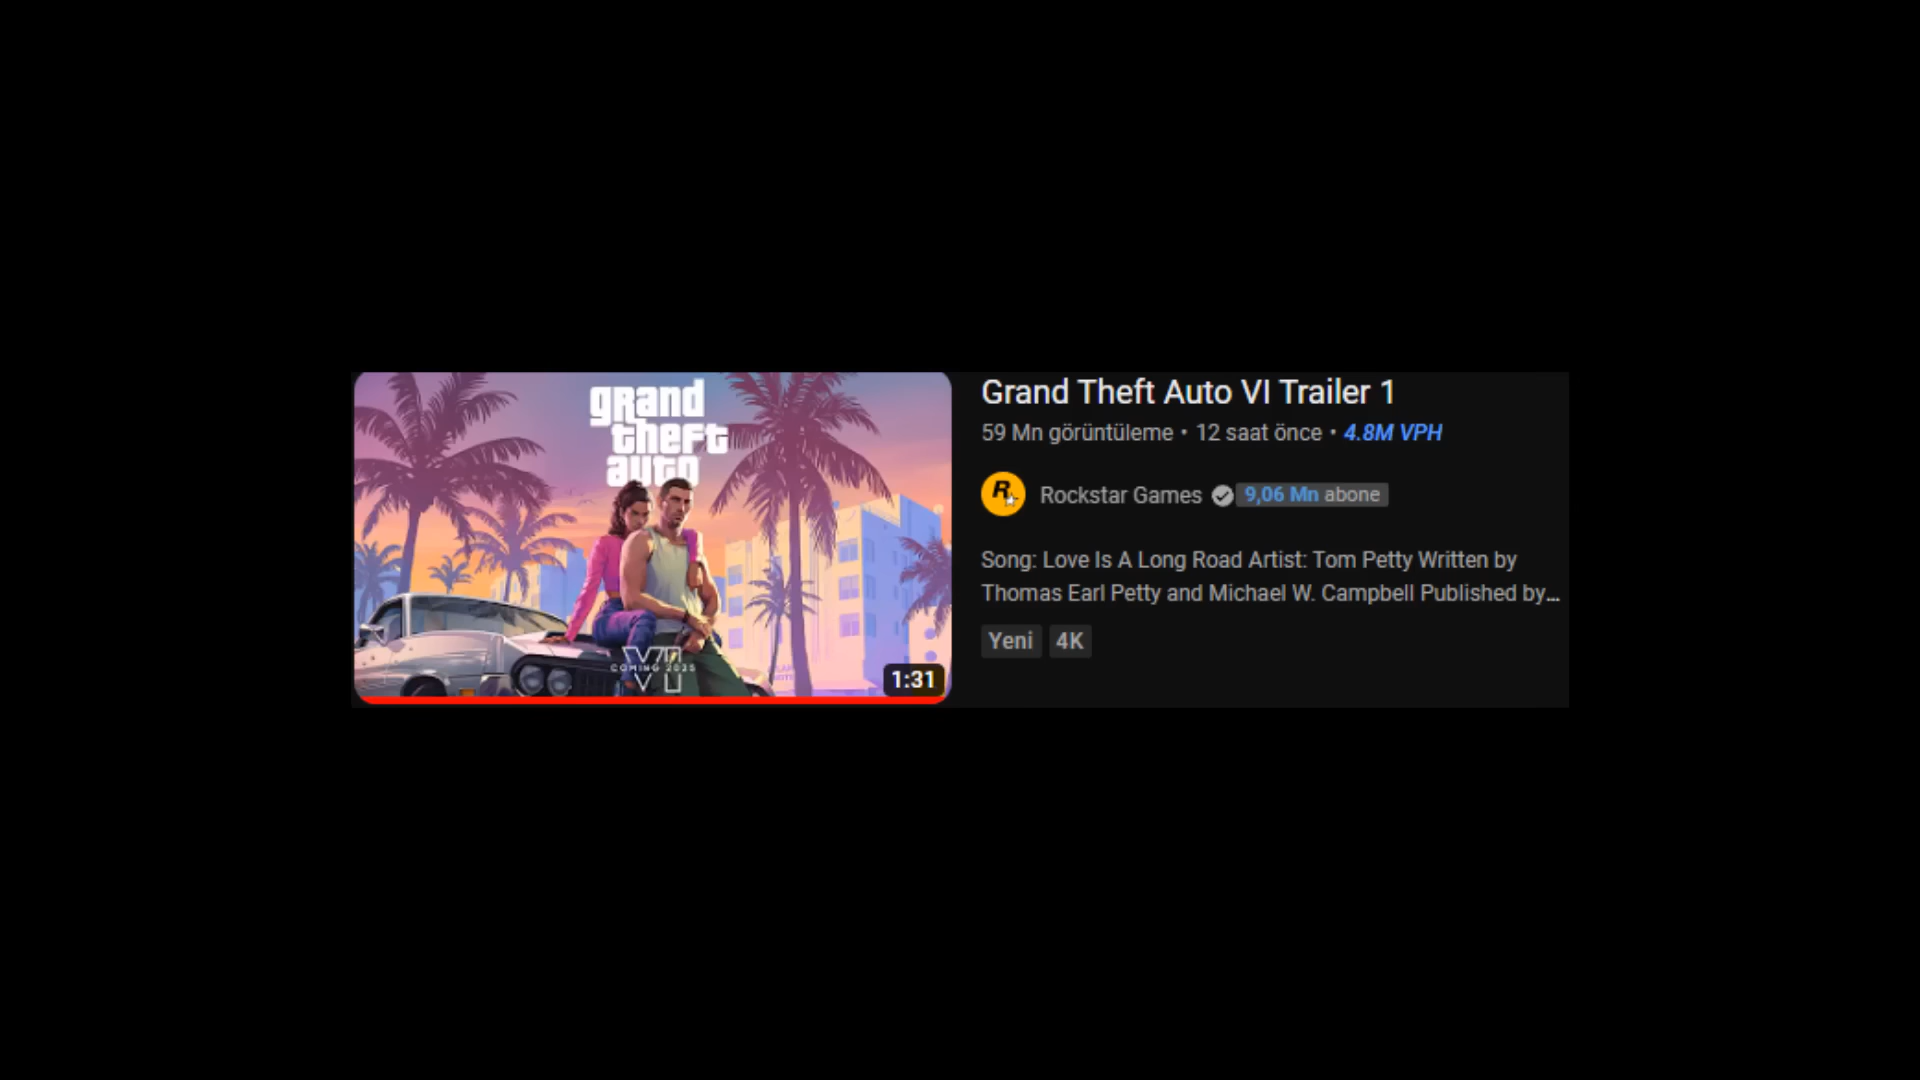 grand
theft
auto
VI
COMING 2025
1:31
Grand Theft Auto VI Trailer 1
59 Mn görüntüleme • 12 saat önce • 4.8M VPH
R
Rockstar Games 9,06 Mn abone
Song: Love Is A Long Road Artist: Tom Petty Written by
Thomas Earl Petty and Michael W. Campbell Published by...
Yeni 4K